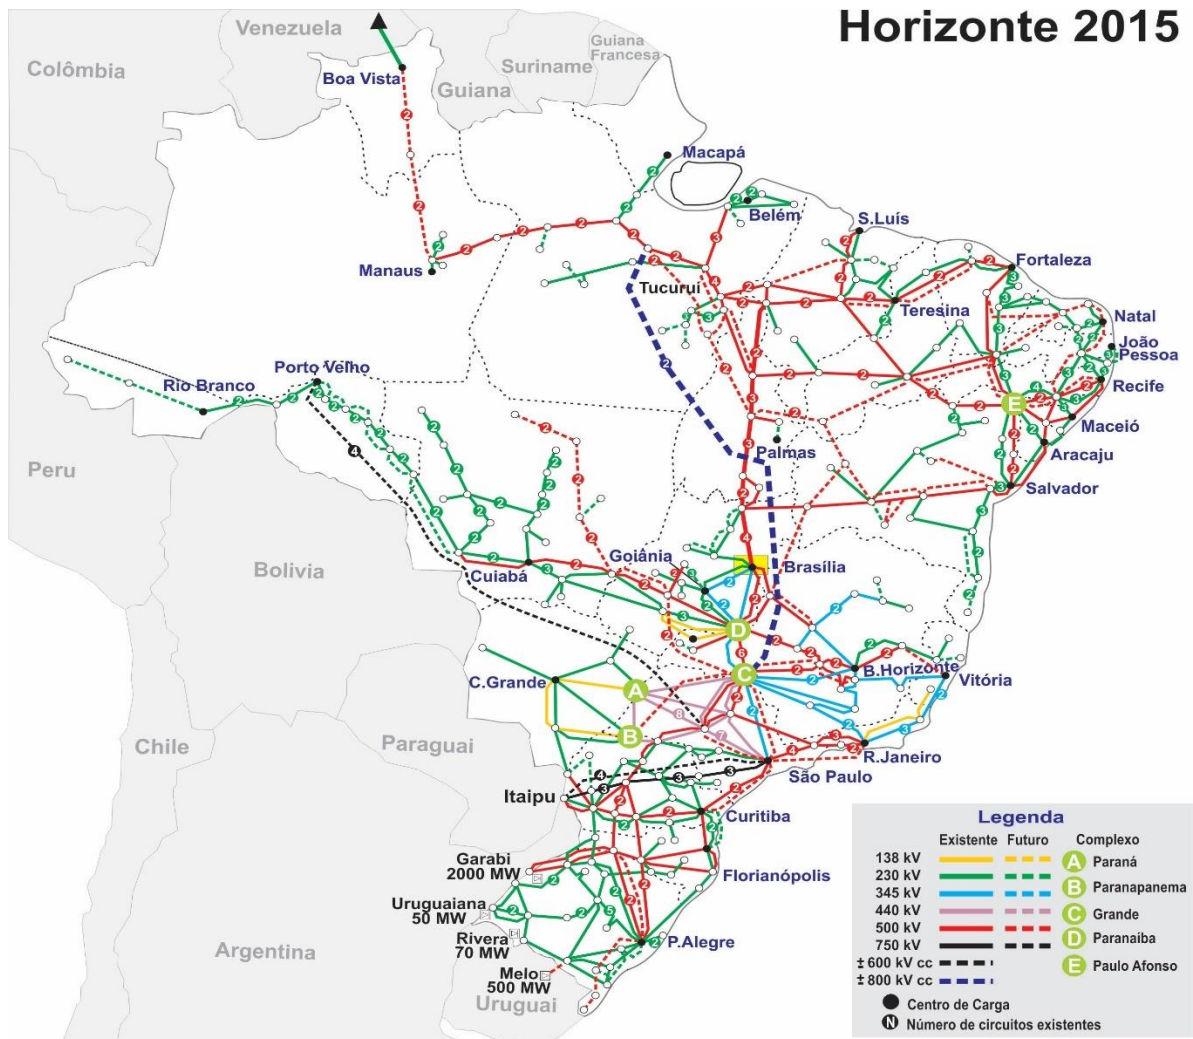 Horizonte 2015
Venezuela
Guiana
Francesa
Suriname
Colômbia
Boa Vista
Guiana
Macapá
Belém
S.Luís
Manaus
Fortaleza
Tucuruí
Teresina
Natal
João
Pessoa
Porto Velho
Rio Branco
Recife
E
Maceió
Palmas
Aracaju
Peru
Salvador
Goiânia
Brasília
Bolivia
Cuiabá
D
B.Horizonte
C.Grande
A
C
Vitória
B
Chile
Paraguai
R.Janeiro
São Paulo
Itaipu
Curitiba
Garabi
2000 MW
Florianópolis
Uruguaiana
50 MW
Rivera
70 MW
P.Alegre
Argentina
Melo
500 MW
Uruguai
Legenda
Existente Futuro Complexo
138 kV A Paraná
230 kV
345 kV B Paranapanema
440 kV C Grande
500 kV
750 kV D Paranaíba
±600 kV cc E Paulo Afonso
±800 kV cc
Centro de Carga
N Número de circuitos existentes